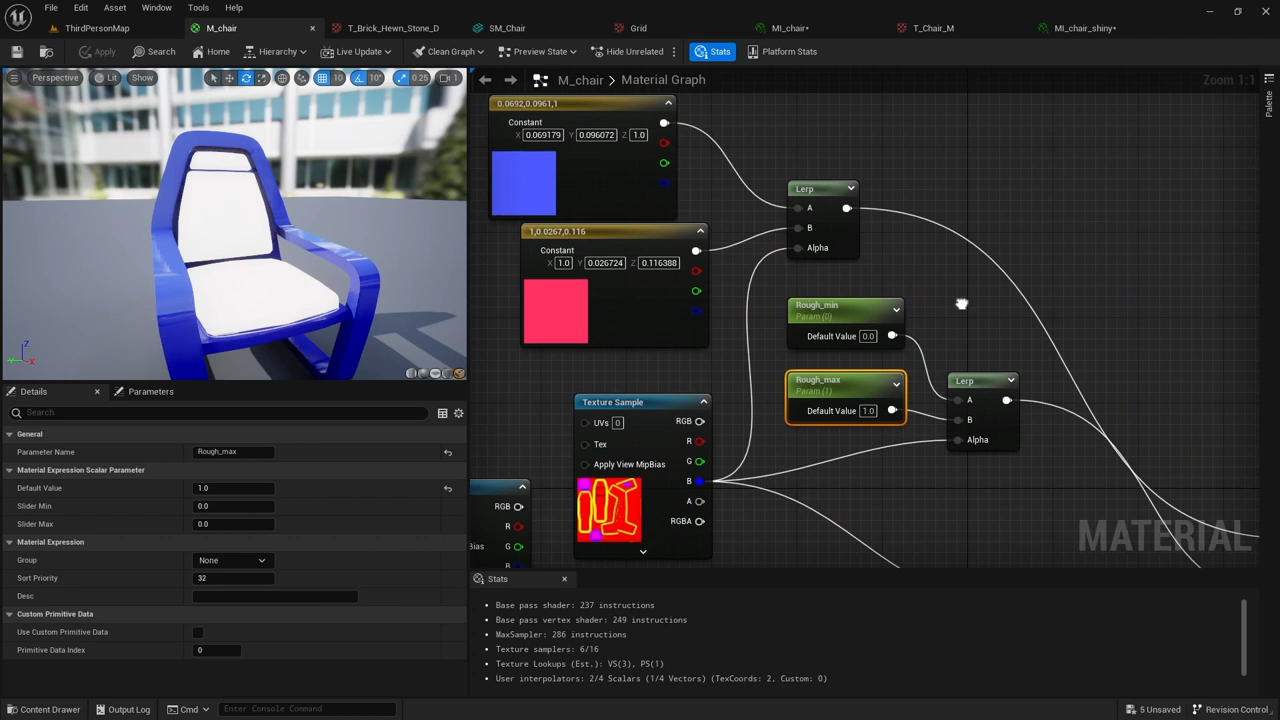 File Edit Asset Window Tools Help
ThirdPersonMap M_chair T_Brick_Hewn_Stone_D SM_Chair Grid MI_chair* T_Chair_M MI_chair_shiny*
Apply Search Home Hierarchy Live Update Clean Graph Preview State Hide Unrelated Stats Platform Stats
Perspective Lit Show 10 10° 0.25 1
M_chair > Material Graph Zoom 1:1
Palette
0.0692,0.0961,1
Constant
X 0.069179 Y 0.096072 Z 1.0
1,0.0267,0.116
Constant
X 1.0 Y 0.026724 Z 0.116388
Lerp
A
B
Alpha
Rough_min
Param (0)
Default Value 0.0
Rough_max
Param (1)
Default Value 1.0
Lerp
A
B
Alpha
Texture Sample
UVs 0 RGB
R
Tex
G
Apply View MipBias
B
A
RGBA
RGB
R
Bias G
B
MATERIAL
Z
X
Details Parameters
Search
General
Parameter Name Rough_max
Material Expression Scalar Parameter
Default Value 1.0
Slider Min 0.0
Slider Max 0.0
Material Expression
Group None
Sort Priority 32
Desc
Custom Primitive Data
Use Custom Primitive Data
Primitive Data Index 0
Stats
Base pass shader: 237 instructions
Base pass vertex shader: 249 instructions
MaxSampler: 286 instructions
Texture samplers: 6/16
Texture Lookups (Est.): VS(3), PS(1)
User interpolators: 2/4 Scalars (1/4 Vectors) (TexCoords: 2, Custom: 0)
Content Drawer Output Log Cmd Enter Console Command 5 Unsaved Revision Control